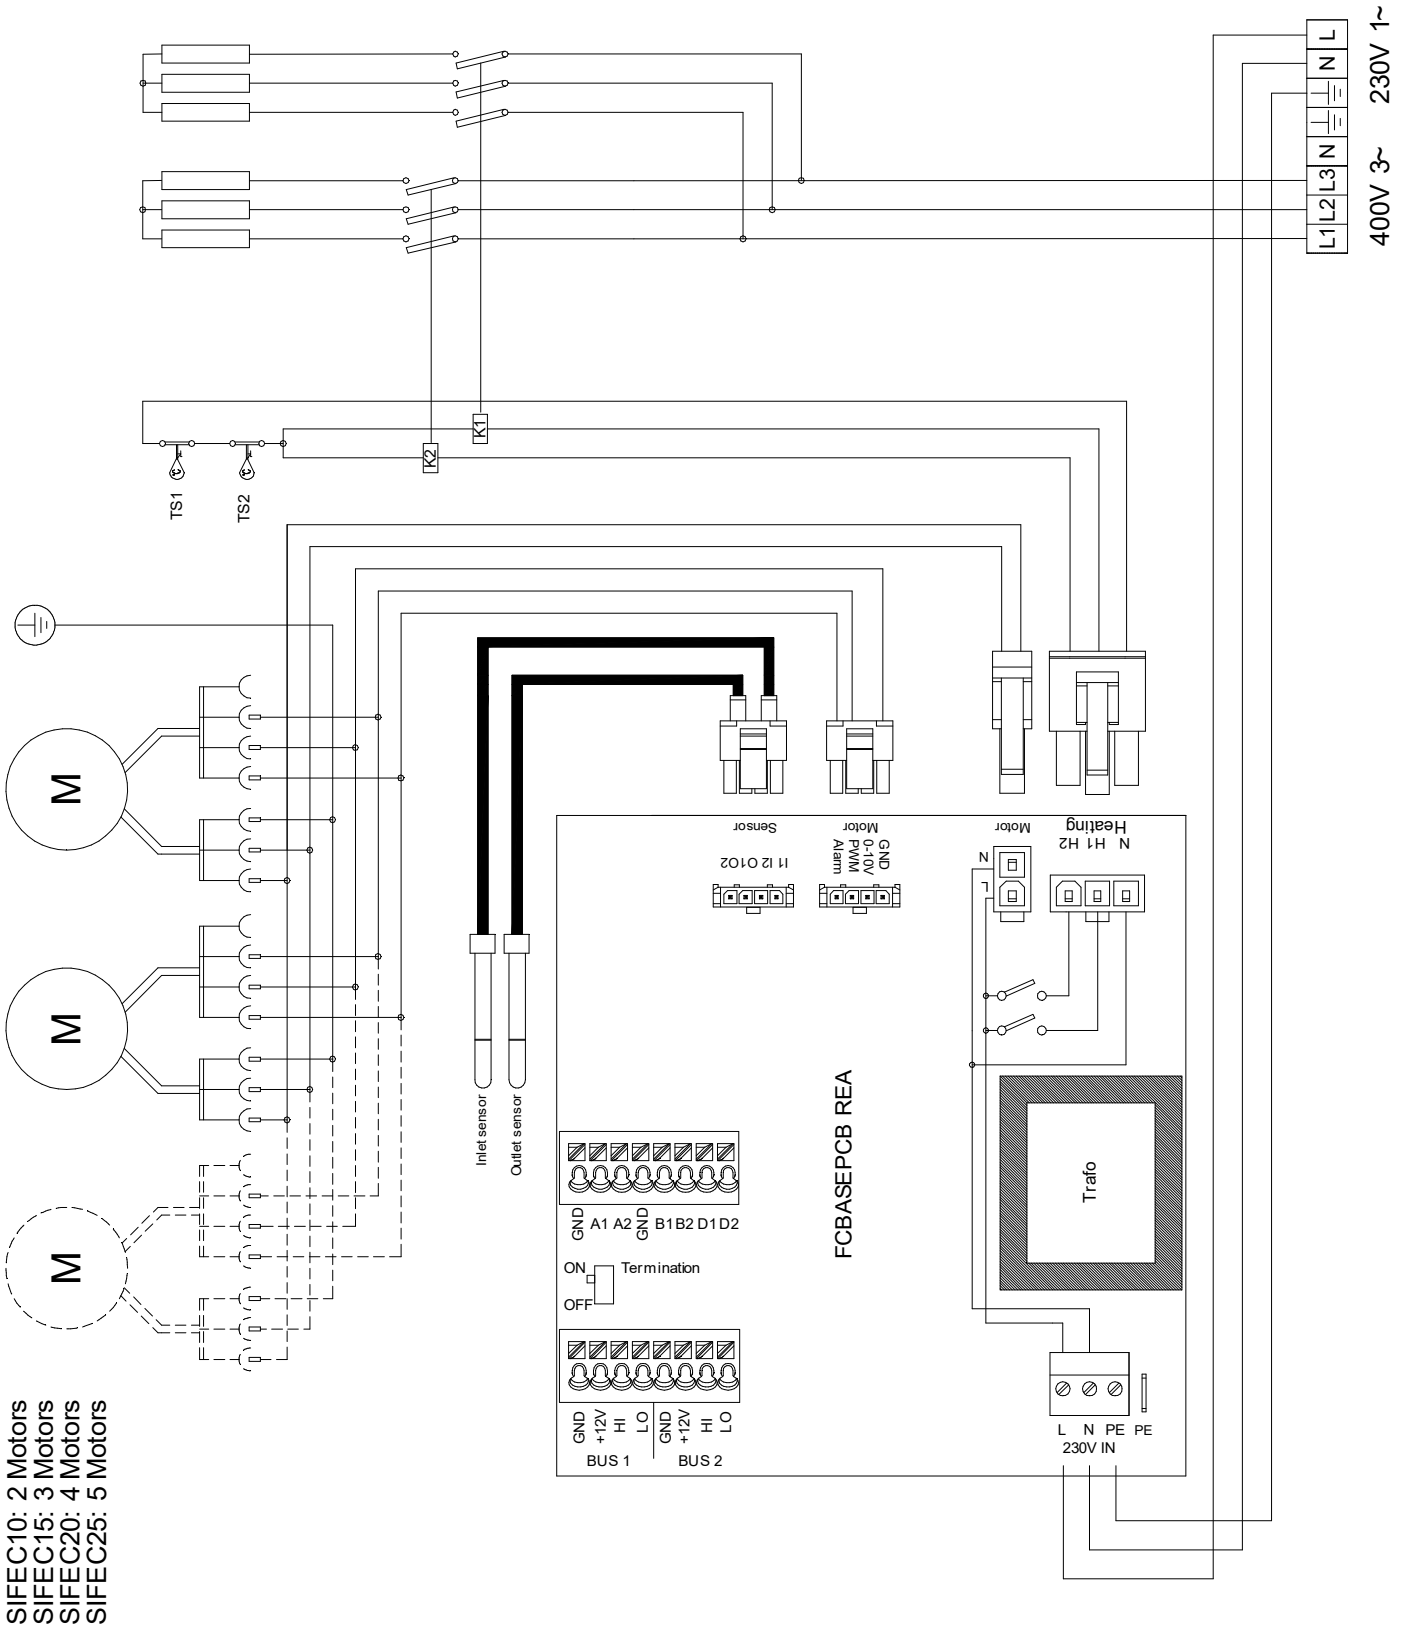 230V 1~
L
N
N
L3
L2
L1
400V 3~
K1
K2
TS1
TS2
M
M
M
Sensor
I1 I2 O1O2
Motor
GND
0-10V
PWM
Alarm
Motor
N
L
Heating
N H1 H2
Inlet sensor
Outlet sensor
FCBASEPCB REA
Trafo
GND A1 A2 GND B1 B2 D1 D2
ON
OFF
Termination
GND +12V HI LO GND +12V HI LO
BUS 1 BUS 2
L N PE PE
230V IN
SIFEC10: 2 Motors
SIFEC15: 3 Motors
SIFEC20: 4 Motors
SIFEC25: 5 Motors